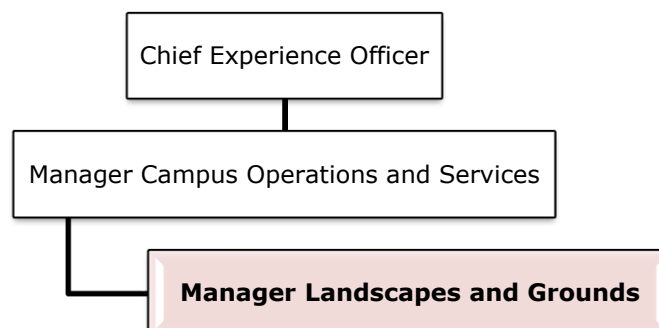 Chief Experience Officer
Manager Campus Operations and Services
Manager Landscapes and Grounds